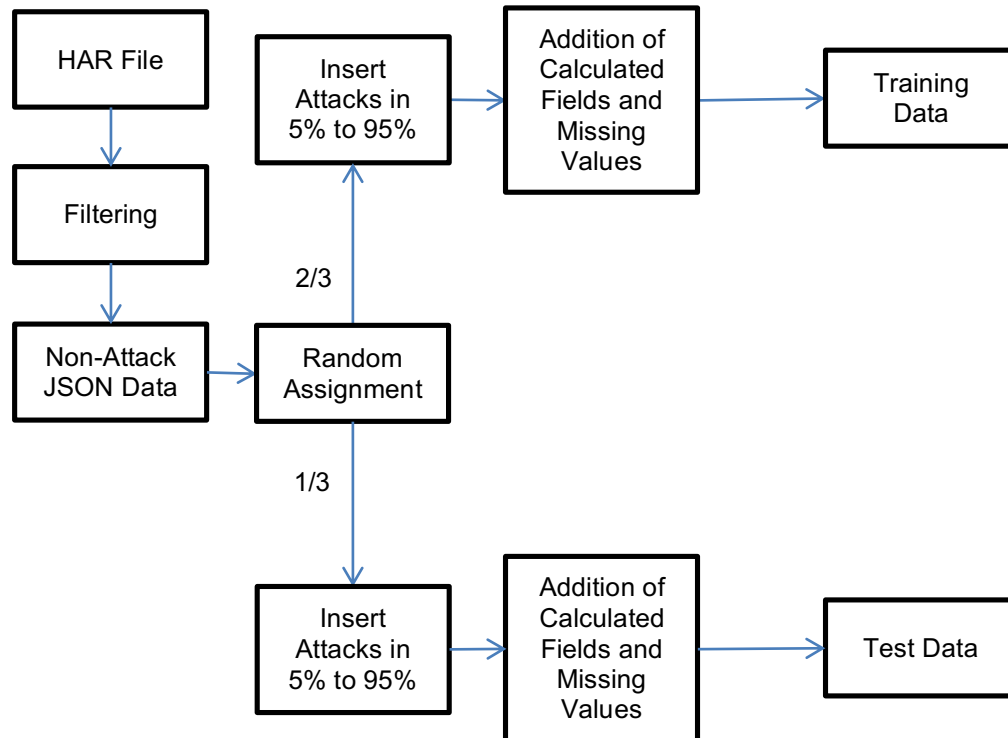 HAR File
Filtering
Non-Attack
JSON Data
Random
Assignment
2/3
Insert
Attacks in
5% to 95%
Addition of
Calculated
Fields and
Missing
Values
Training
Data
1/3
Insert
Attacks in
5% to 95%
Addition of
Calculated
Fields and
Missing
Values
Test Data